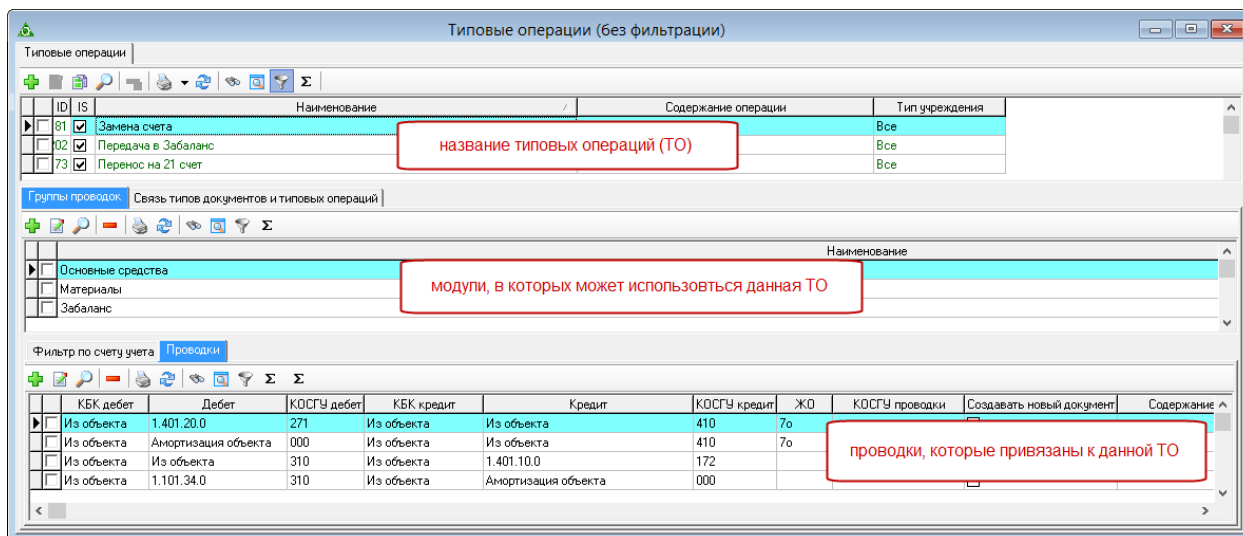 Типовые операции (без фильтрации)
Типовые операции
ID IS Наименование Содержание операции Тип учреждения
81 Замена счета Все
02 Передача в Забаланс Все
73 Перенос на 21 счет Все
название типовых операций (ТО)
Группы проводок Связь типов документов и типовых операций
Наименование
Основные средства
Материалы
Забаланс
модули, в которых может использовться данная ТО
Фильтр по счету учета Проводки
КБК дебет Дебет КОСГУ дебет КБК кредит Кредит КОСГУ кредит ЖО КОСГУ проводки Создавать новый документ Содержание
Из объекта 1.401.20.0 271 Из объекта Из объекта 410 7о
Из объекта Амортизация объекта 000 Из объекта Из объекта 410 7о
Из объекта Из объекта 310 Из объекта 1.401.10.0 172
Из объекта 1.101.34.0 310 Из объекта Амортизация объекта 000
проводки, которые привязаны к данной ТО